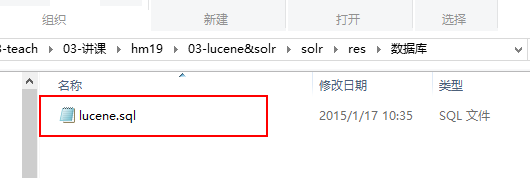 组织 新建 打开 选择
3-teach › 03-讲课 › hm19 › 03-lucene&solr › solr › res › 数据库
名称 修改日期 类型
lucene.sql 2015/1/17 10:35 SQL 文件